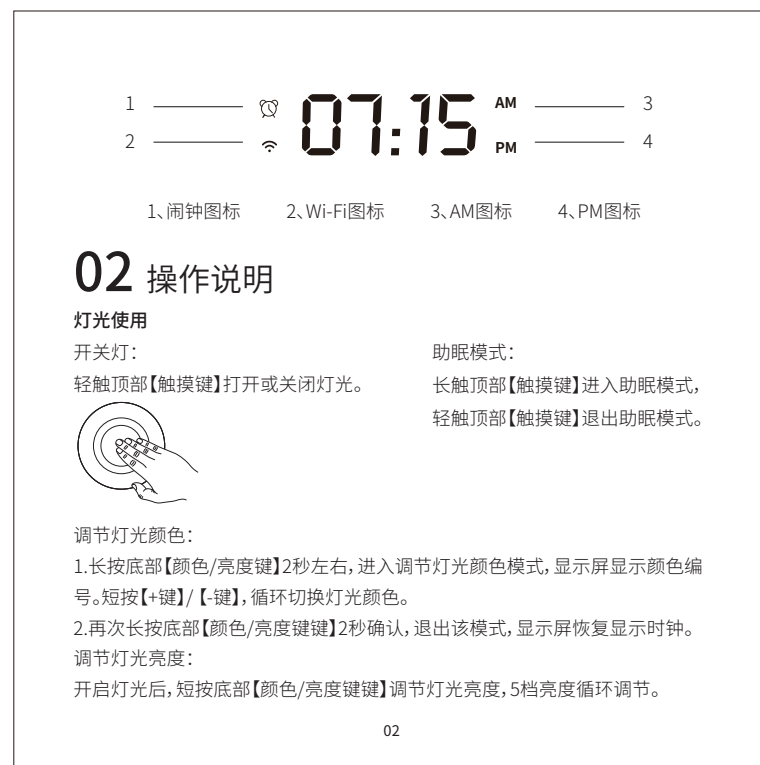 1 07:15 AM 3
2 PM 4
1、闹钟图标 2、Wi-Fi图标 3、AM图标 4、PM图标
02 操作说明
灯光使用
开关灯：
轻触顶部【触摸键】打开或关闭灯光。
助眠模式：
长触顶部【触摸键】进入助眠模式，
轻触顶部【触摸键】退出助眠模式。
调节灯光颜色：
1.长按底部【颜色/亮度键】2秒左右，进入调节灯光颜色模式，显示屏显示颜色编
号。短按【+键】/【-键】，循环切换灯光颜色。
2.再次长按底部【颜色/亮度键键】2秒确认，退出该模式，显示屏恢复显示时钟。
调节灯光亮度：
开启灯光后，短按底部【颜色/亮度键键】调节灯光亮度，5档亮度循环调节。
02